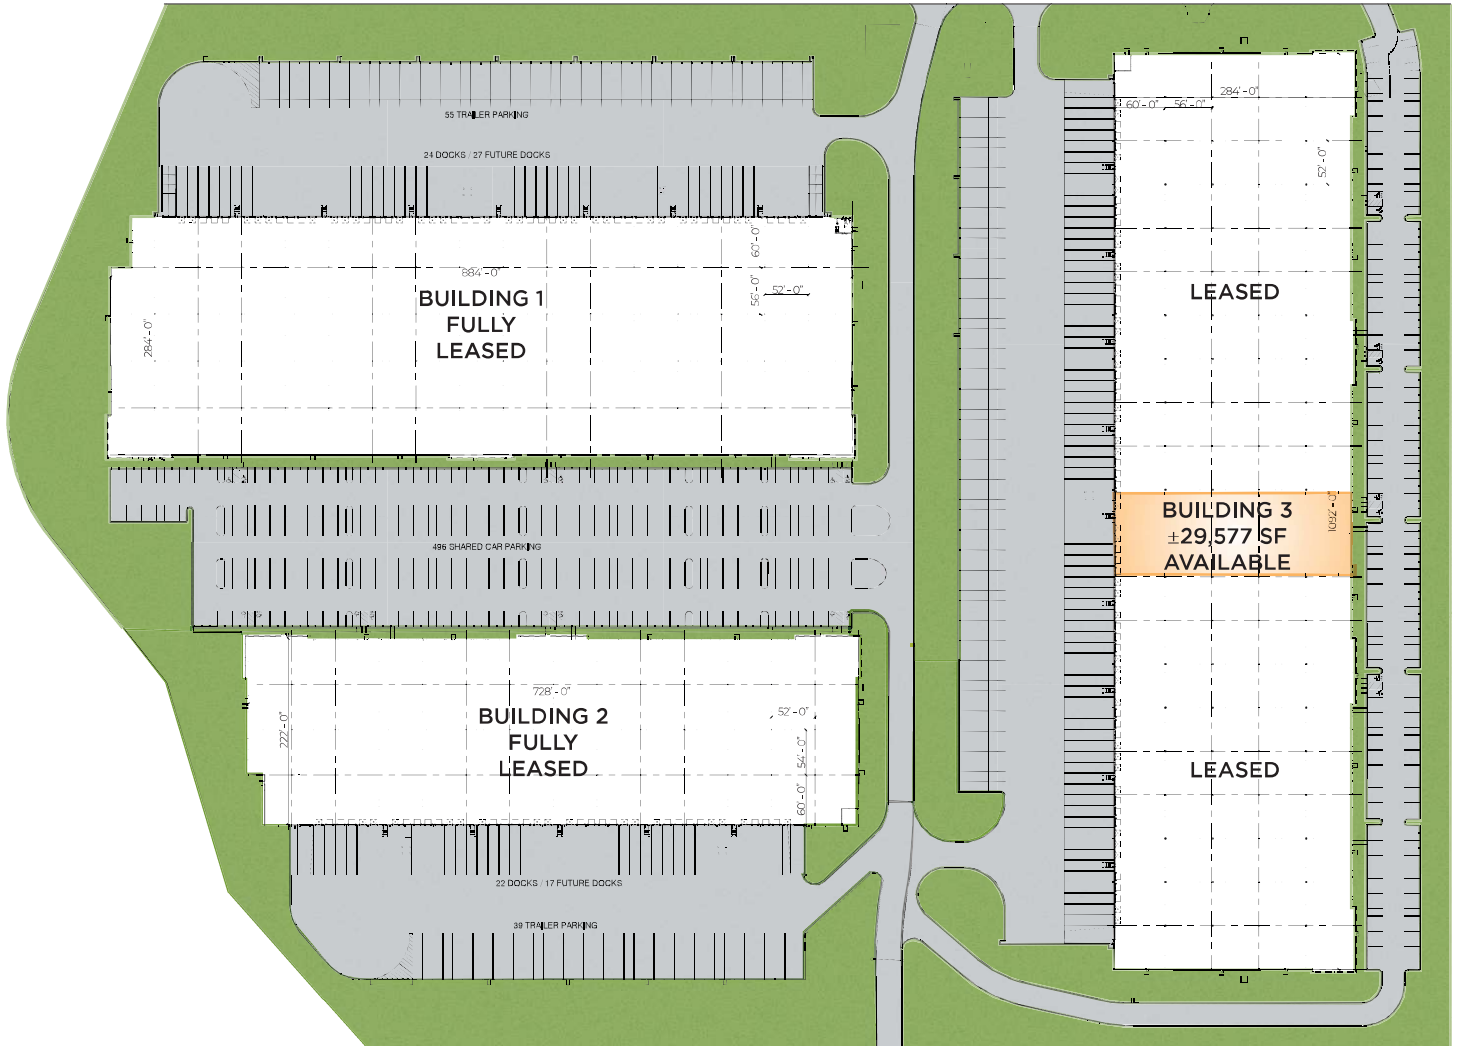 55 TRAILER PARKING
24 DOCKS / 27 FUTURE DOCKS
884'-0"
60'-0"
56'-0"
52'-0"
284'-0"
BUILDING 1
FULLY
LEASED
496 SHARED CAR PARKING
728'-0"
222'-0"
52'-0"
54'-0"
60'-0"
BUILDING 2
FULLY
LEASED
22 DOCKS / 17 FUTURE DOCKS
39 TRAILER PARKING
284'-0"
60'-0"
56'-0"
52'-0"
LEASED
BUILDING 3
±29,577 SF
AVAILABLE
1092'-0"
LEASED